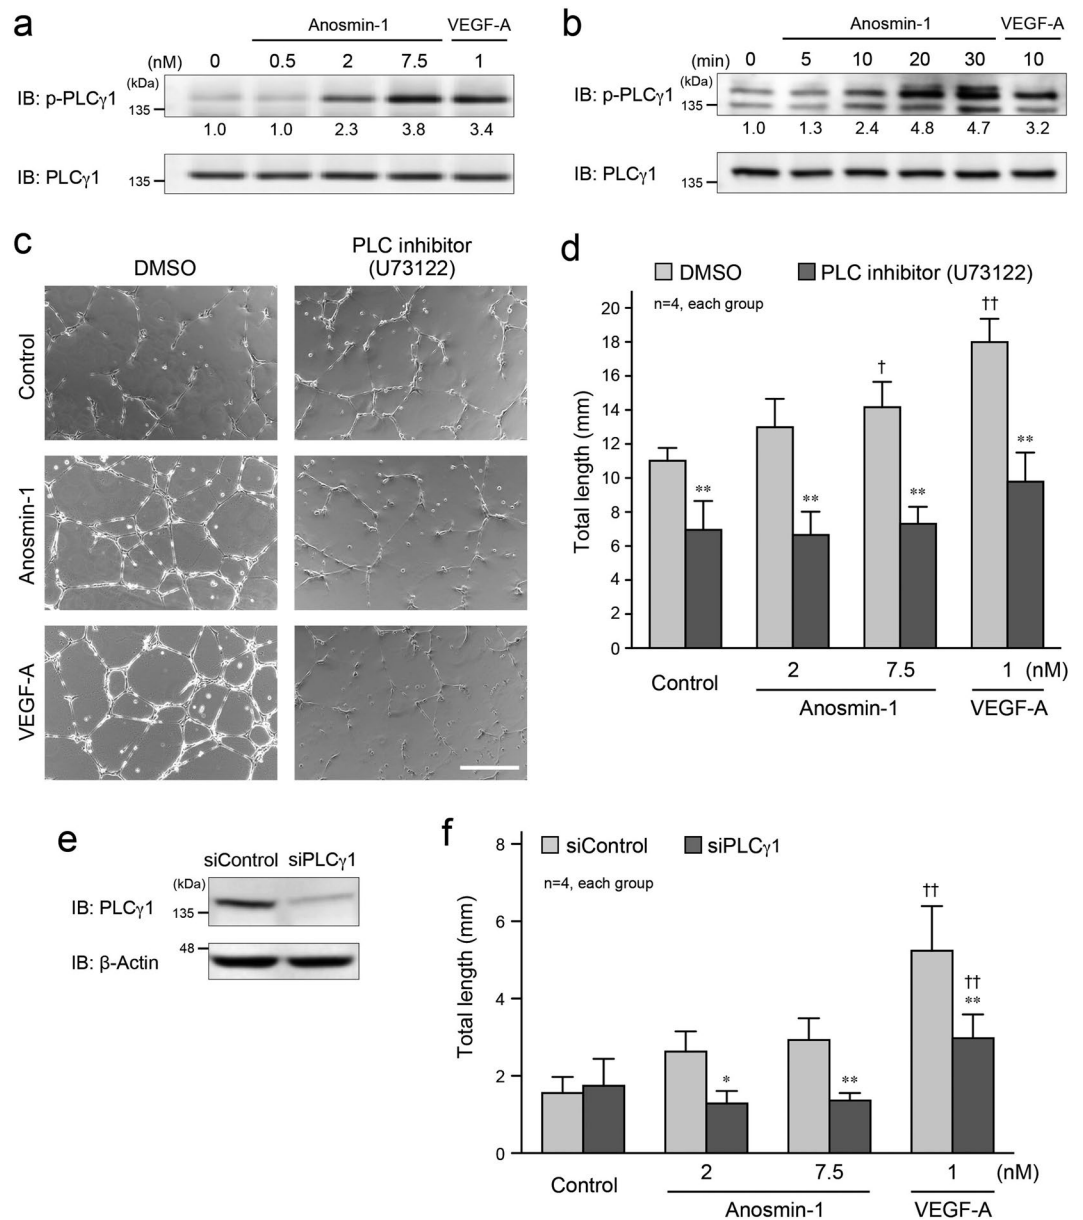 a
Anosmin-1 VEGF-A
(nM) 0 0.5 2 7.5 1
(kDa)
IB: p-PLCγ1
135
1.0 1.0 2.3 3.8 3.4
IB: PLCγ1
135
b
Anosmin-1 VEGF-A
(min) 0 5 10 20 30 10
(kDa)
IB: p-PLCγ1
135
1.0 1.3 2.4 4.8 4.7 3.2
IB: PLCγ1
135
c
PLC inhibitor
DMSO (U73122)
Control
Anosmin-1
VEGF-A
d
DMSO PLC inhibitor (U73122)
n=4, each group
Total length (mm)
20
18
16
14
12
10
8
6
4
2
0
††
†
**
**
**
**
2 7.5 1 (nM)
Control
Anosmin-1 VEGF-A
e
siControl siPLCγ1
(kDa)
IB: PLCγ1
135
48
IB: β-Actin
f
siControl siPLCγ1
n=4, each group
Total length (mm)
8
6
4
2
0
††
††
**
*
**
2 7.5 1 (nM)
Control
Anosmin-1 VEGF-A